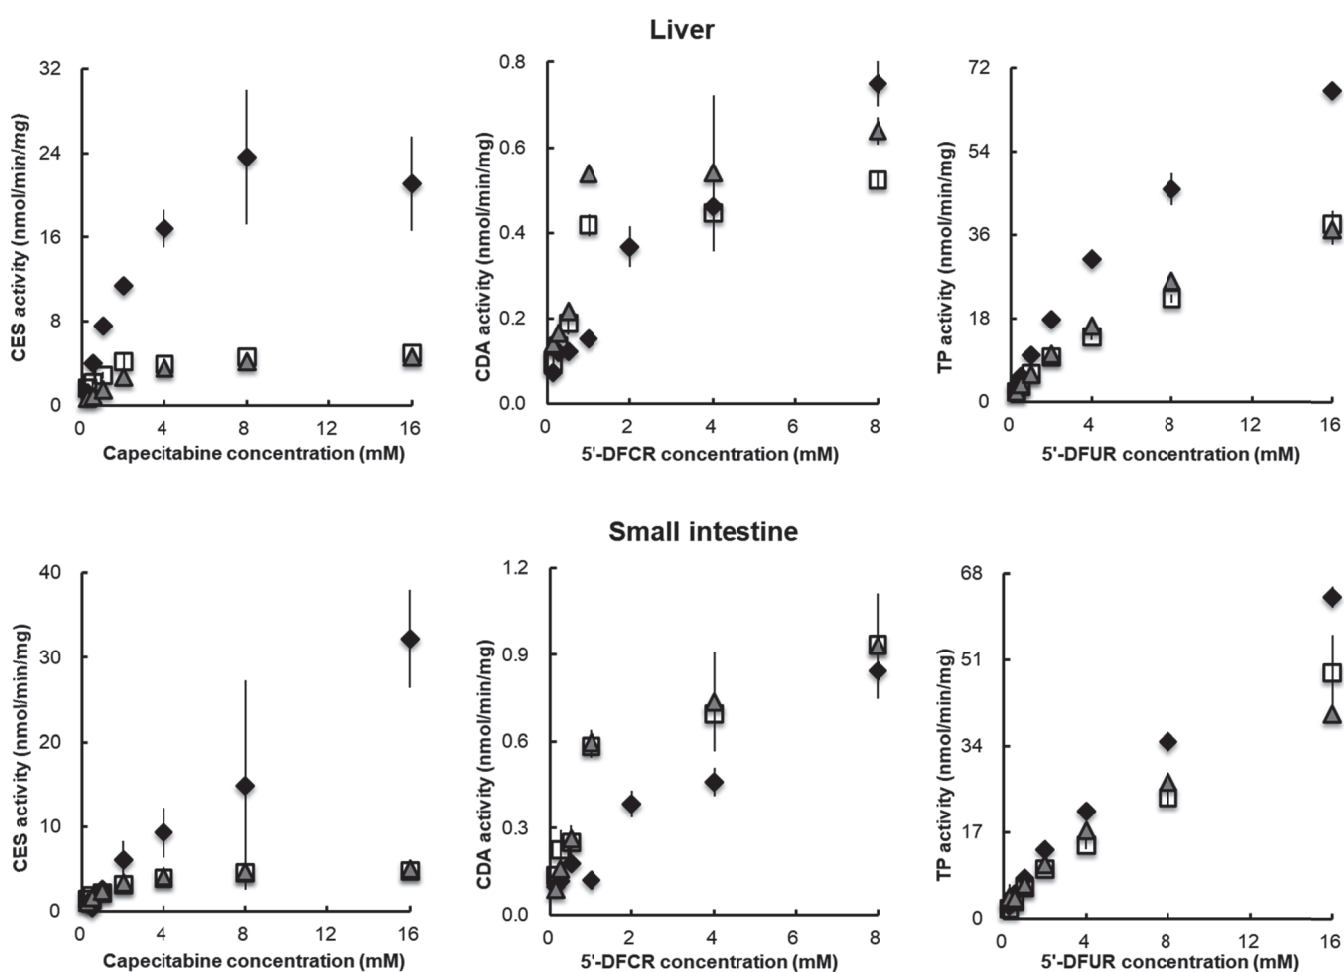 Liver
32
24
16
8
0
CES activity (nmol/min/mg)
0 4 8 12 16
Capecitabine concentration (mM)
0.8
0.6
0.4
0.2
0.0
CDA activity (nmol/min/mg)
0 2 4 6 8
5'-DFCR concentration (mM)
72
54
36
18
0
TP activity (nmol/min/mg)
0 4 8 12 16
5'-DFUR concentration (mM)
Small intestine
40
30
20
10
0
CES activity (nmol/min/mg)
0 4 8 12 16
Capecitabine concentration (mM)
1.2
0.9
0.6
0.3
0.0
CDA activity (nmol/min/mg)
0 2 4 6 8
5'-DFCR concentration (mM)
68
51
34
17
0
TP activity (nmol/min/mg)
0 4 8 12 16
5'-DFUR concentration (mM)